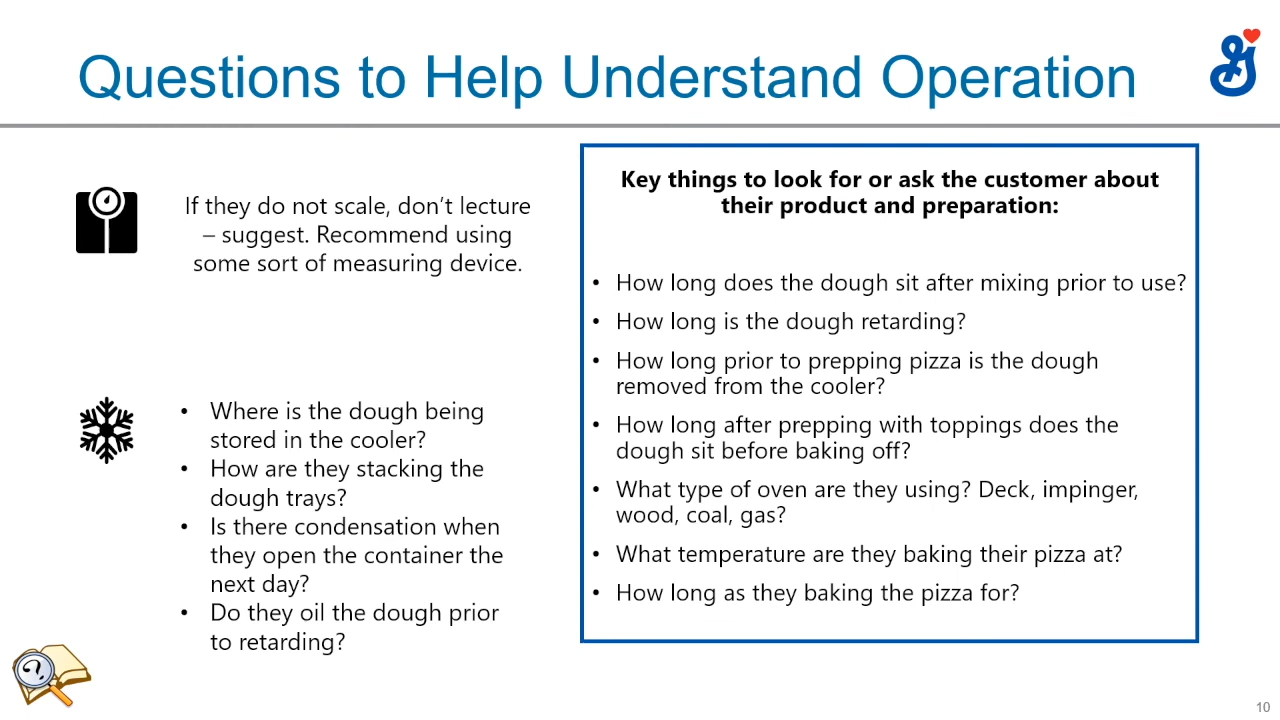 Questions to Help Understand Operation
If they do not scale, don’t lecture
– suggest. Recommend using
some sort of measuring device.
• Where is the dough being
stored in the cooler?
• How are they stacking the
dough trays?
• Is there condensation when
they open the container the
next day?
• Do they oil the dough prior
to retarding?
Key things to look for or ask the customer about
their product and preparation:
• How long does the dough sit after mixing prior to use?
• How long is the dough retarding?
• How long prior to prepping pizza is the dough
removed from the cooler?
• How long after prepping with toppings does the
dough sit before baking off?
• What type of oven are they using? Deck, impinger,
wood, coal, gas?
• What temperature are they baking their pizza at?
• How long as they baking the pizza for?
?
10